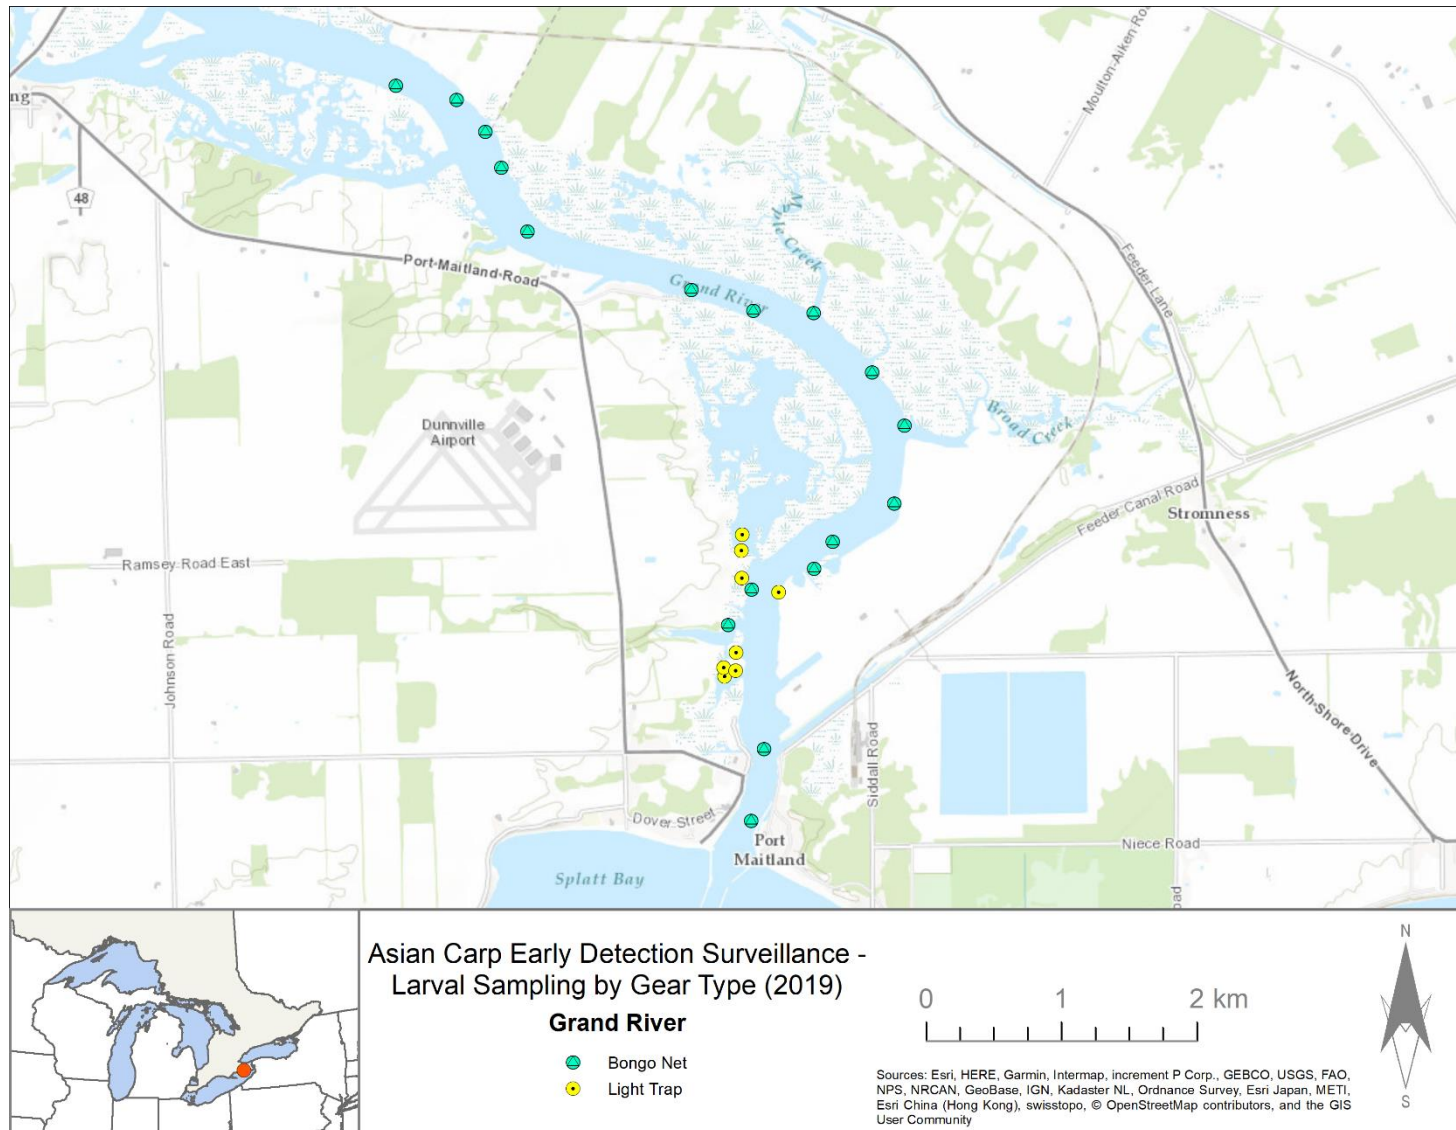 Moulton-Aiken Roa
ng
48
Maple Creek
Port Maitland Road
Grand River
Feeder Lane
Broad Creek
Dunnville
Airport
Feeder Canal Road
Stromness
Ramsey Road East
Johnson Road
North Shore Drive
Siddall Road
Dover Street
Port
Maitland
Niece Road
Splatt Bay
oad
Asian Carp Early Detection Surveillance -
Larval Sampling by Gear Type (2019)
Grand River
Bongo Net
Light Trap
0 1 2 km
N
S
Sources: Esri, HERE, Garmin, Intermap, increment P Corp., GEBCO, USGS, FAO,
NPS, NRCAN, GeoBase, IGN, Kadaster NL, Ordnance Survey, Esri Japan, METI,
Esri China (Hong Kong), swisstopo, © OpenStreetMap contributors, and the GIS
User Community